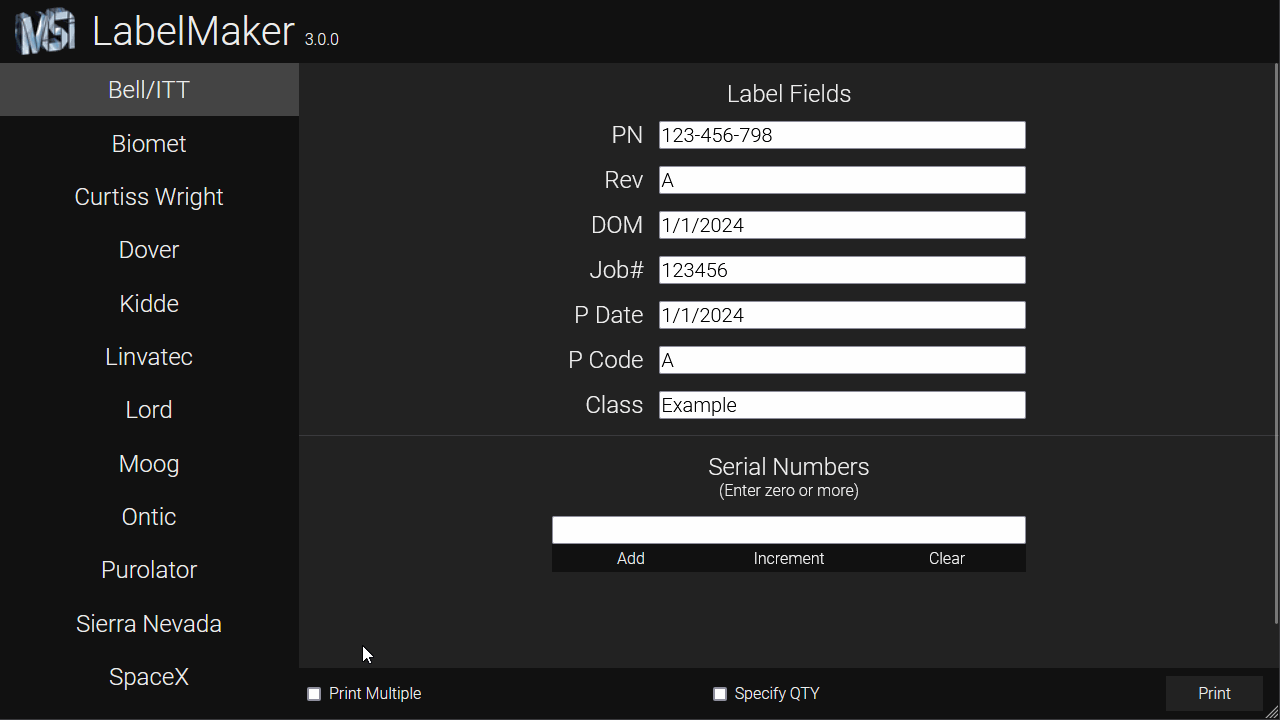 MSi LabelMaker 3.0.0
Bell/ITT
Biomet
Curtiss Wright
Dover
Kidde
Linvatec
Lord
Moog
Ontic
Purolator
Sierra Nevada
SpaceX
Label Fields
PN 123-456-798
Rev A
DOM 1/1/2024
Job# 123456
P Date 1/1/2024
P Code A
Class Example
Serial Numbers
(Enter zero or more)
Add Increment Clear
Print Multiple Specify QTY Print